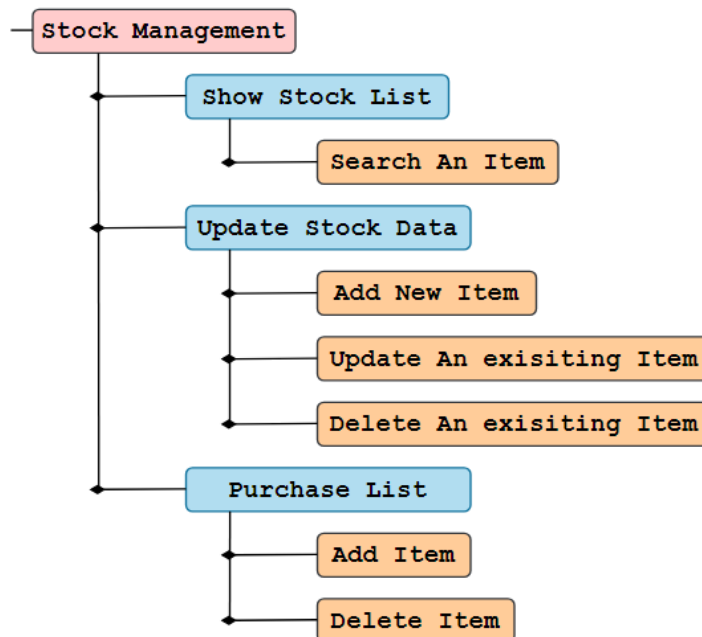 Stock Management
Show Stock List
Search An Item
Update Stock Data
Add New Item
Update An exisiting Item
Delete An exisiting Item
Purchase List
Add Item
Delete Item